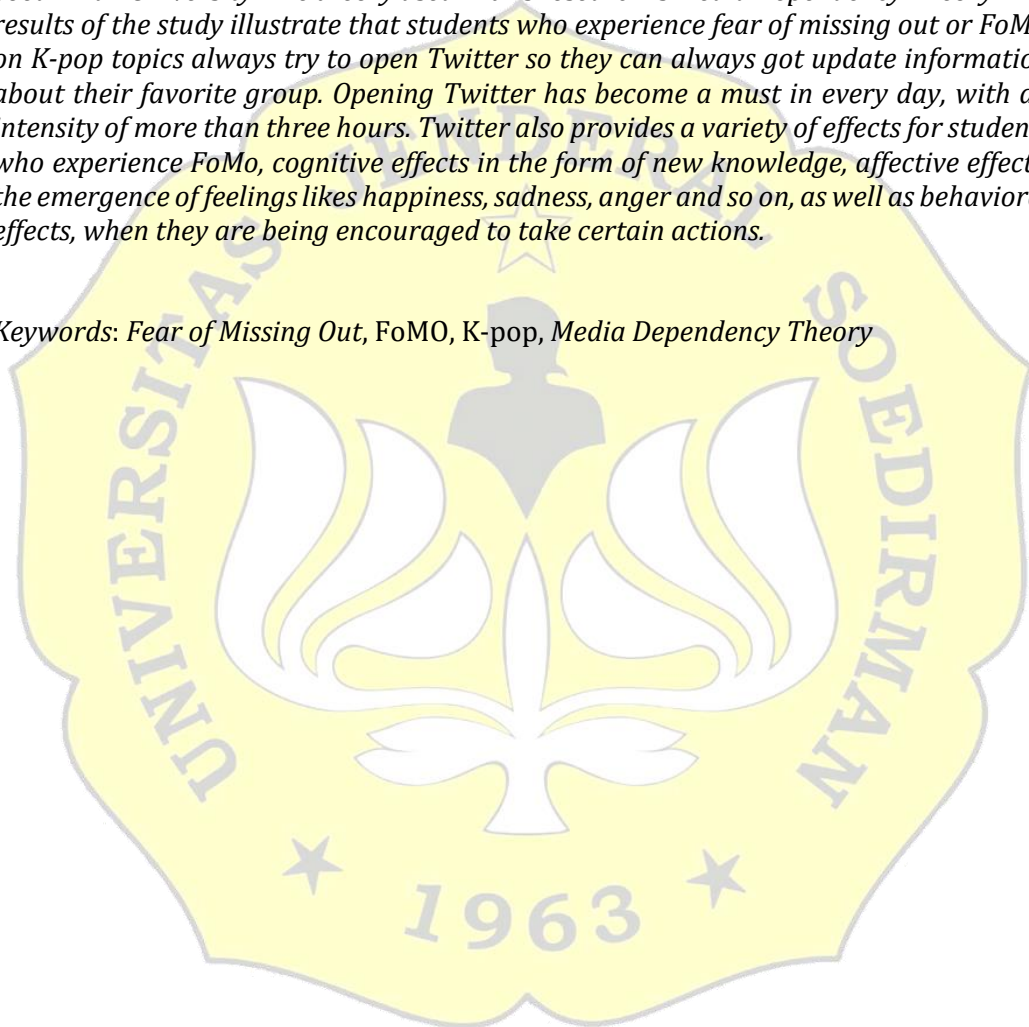 results of the study illustrate that students who experience fear of missing out or FoM
on K-pop topics always try to open Twitter so they can always got update informatio
about their favorite group. Opening Twitter has become a must in every day, with a
intensity of more than three hours. Twitter also provides a variety of effects for studen
who experience FoMo, cognitive effects in the form of new knowledge, affective effect
the emergence of feelings likes happiness, sadness, anger and so on, as well as behavior
effects, when they are being encouraged to take certain actions.
Keywords: Fear of Missing Out, FoMO, K-pop, Media Dependency Theory
UNIVERSITAS JENDERAL SOEDIRMAN
1963